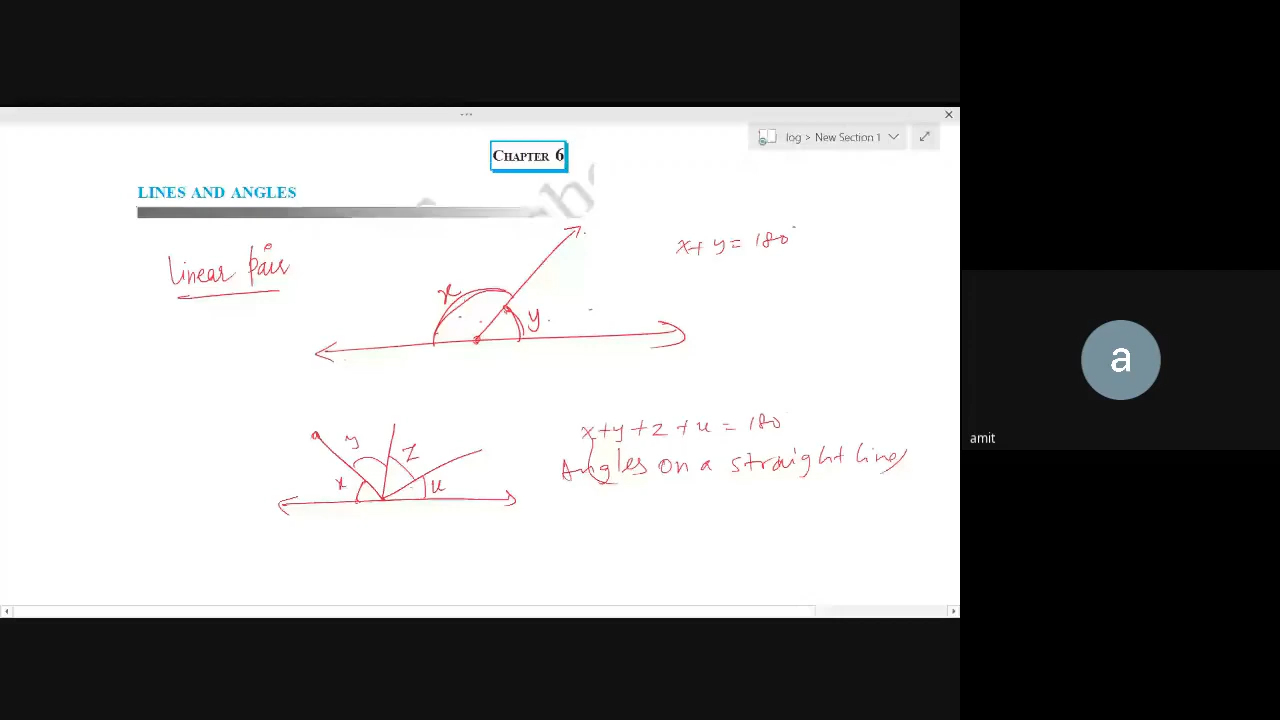 log > New Section 1
CHAPTER 6
LINES AND ANGLES
Linear pair
x + y = 180°
x
y
x + y + z + u = 180
Angles on a straight line
y
z
x
u
a
amit